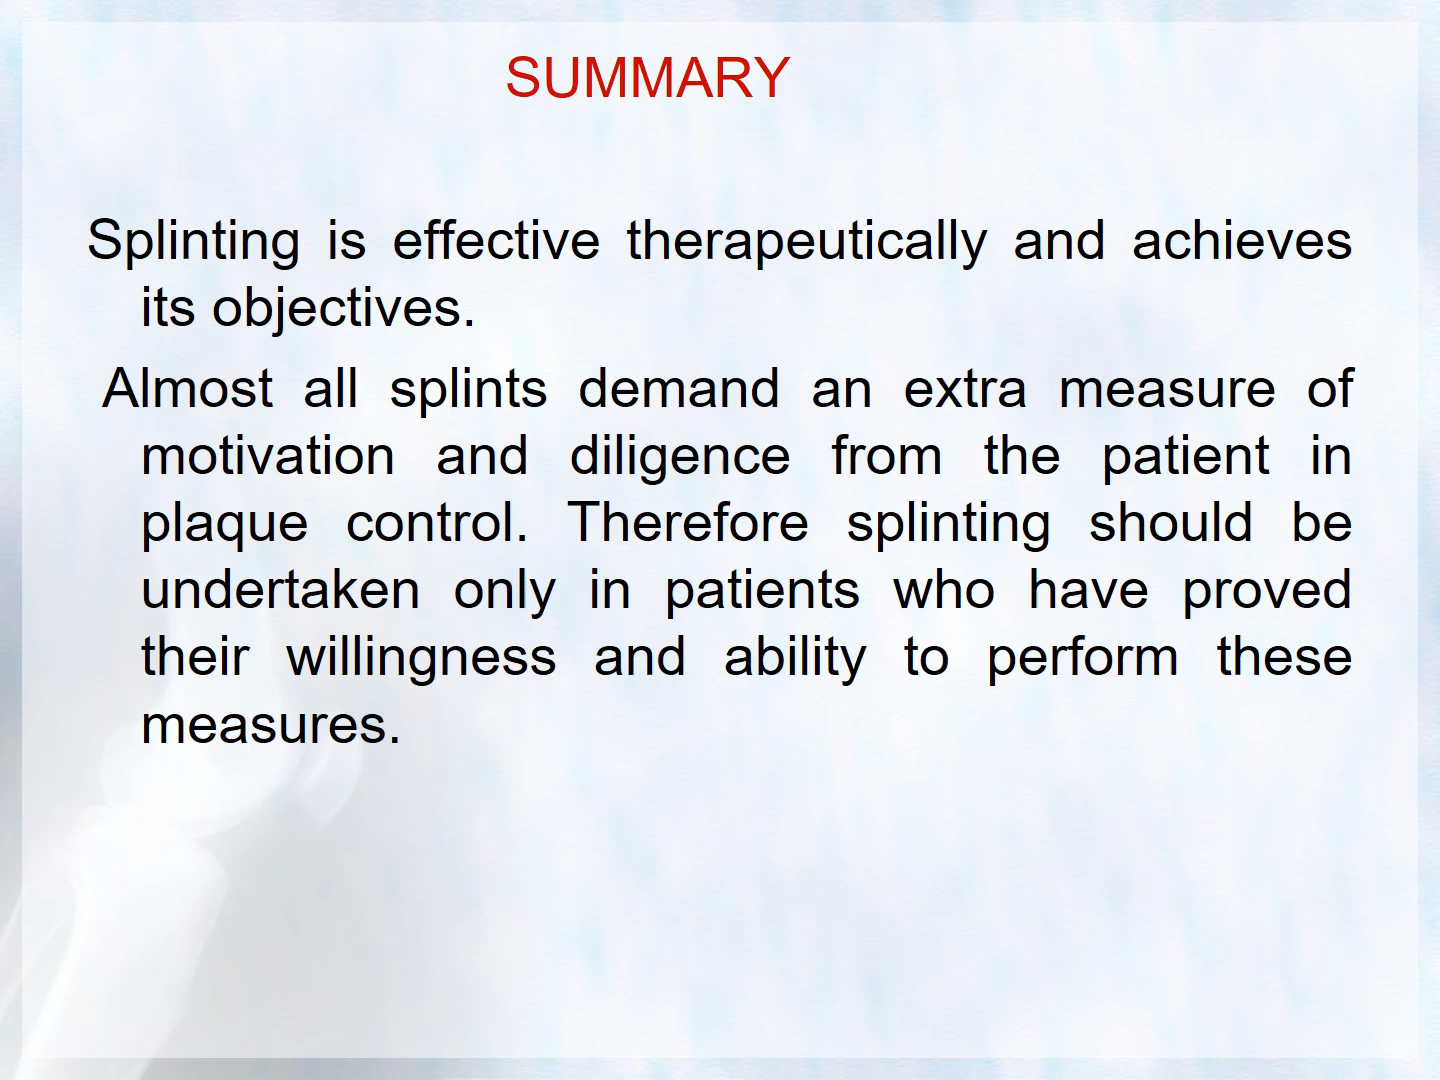 SUMMARY
Splinting is effective therapeutically and achieves
its objectives.
Almost all splints demand an extra measure of
motivation and diligence from the patient in
plaque control. Therefore splinting should be
undertaken only in patients who have proved
their willingness and ability to perform these
measures.